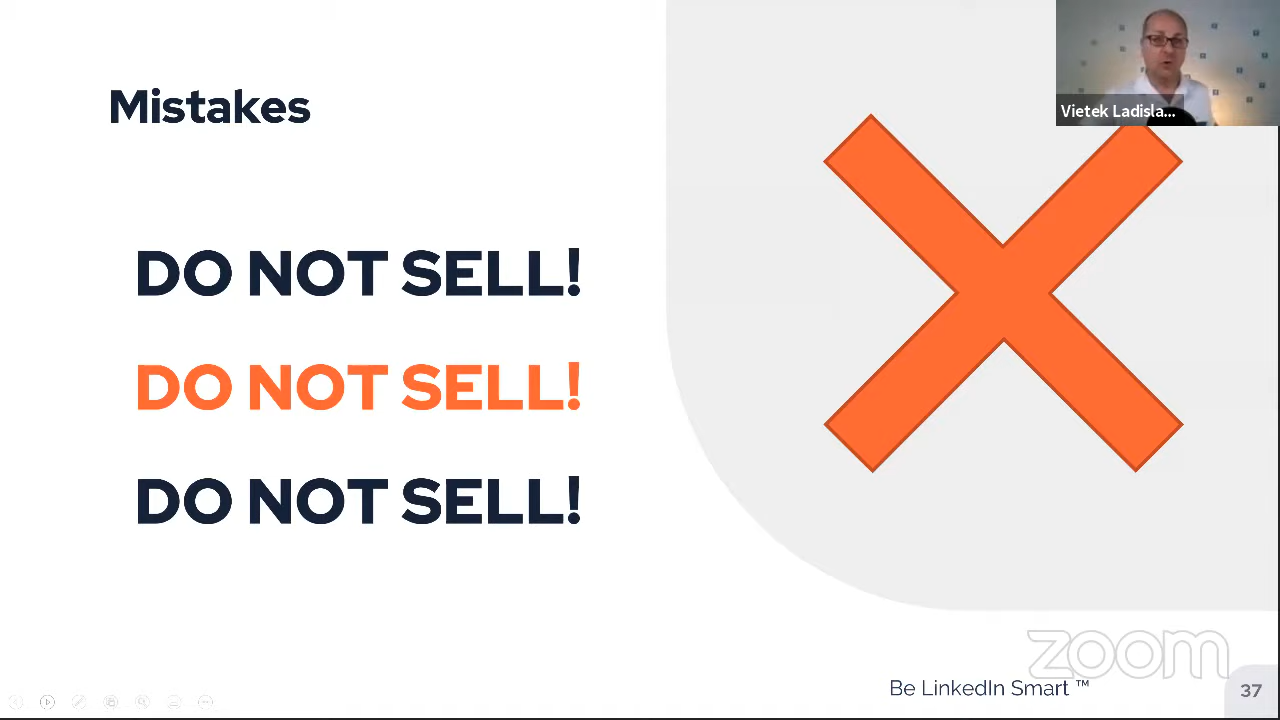 Mistakes
Vietek Ladisla...
DO NOT SELL!
DO NOT SELL!
DO NOT SELL!
zoom
Be LinkedIn Smart ™
37